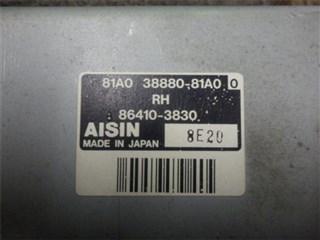 81A0 38880-81A0 0
RH
86410-3830
AISIN 8E20
MADE IN JAPAN